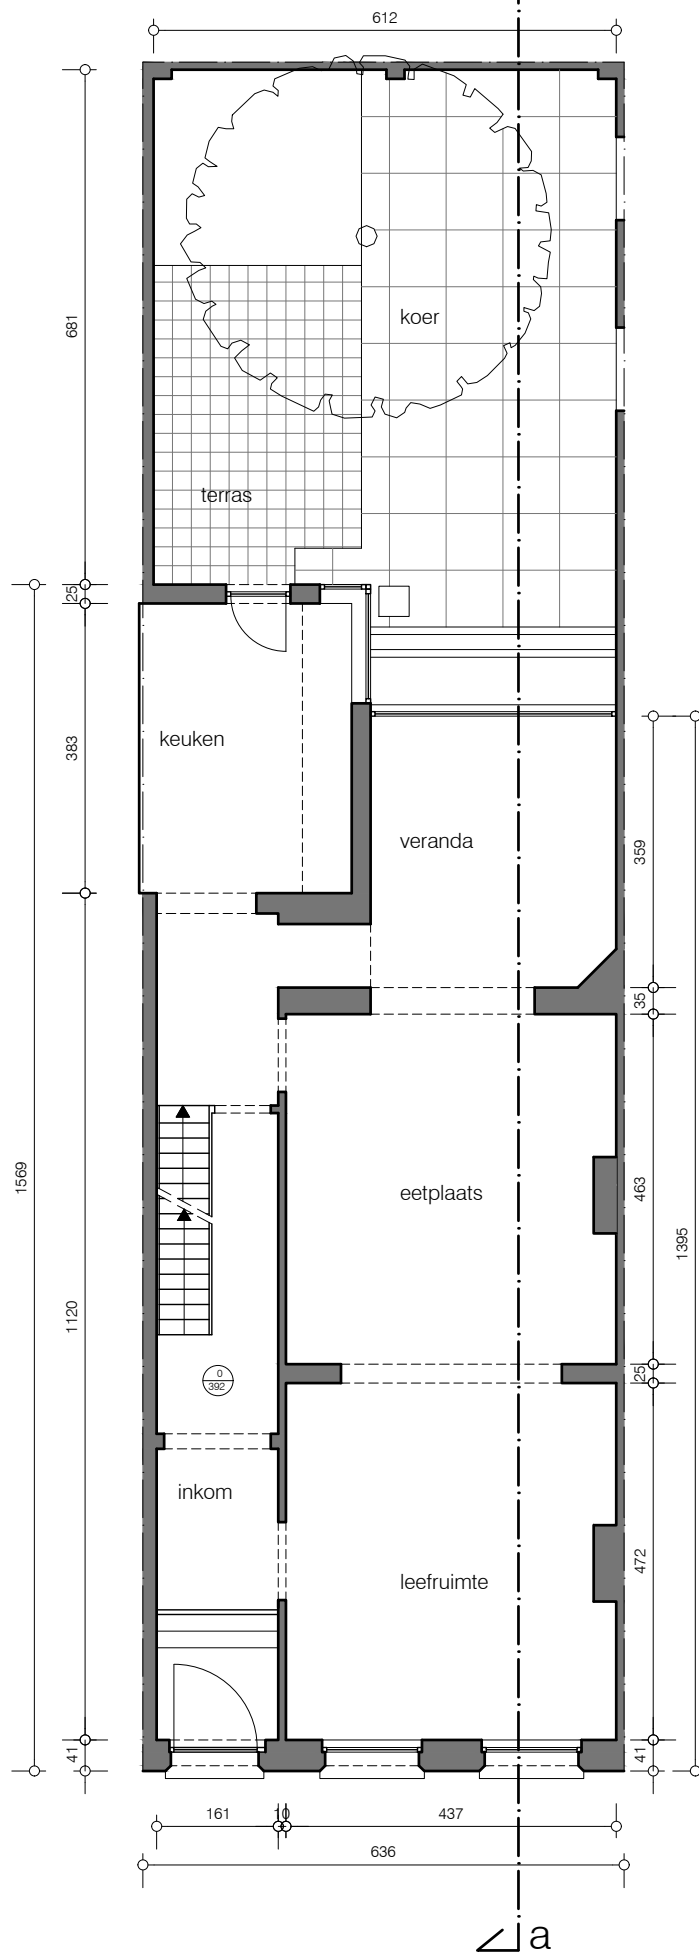 612
681
koer
terras
25
383
keuken
359
veranda
35
1569
463
eetplaats
1395
1120
25
0
392
inkom
472
leefruimte
41
41
161
10
437
636
a